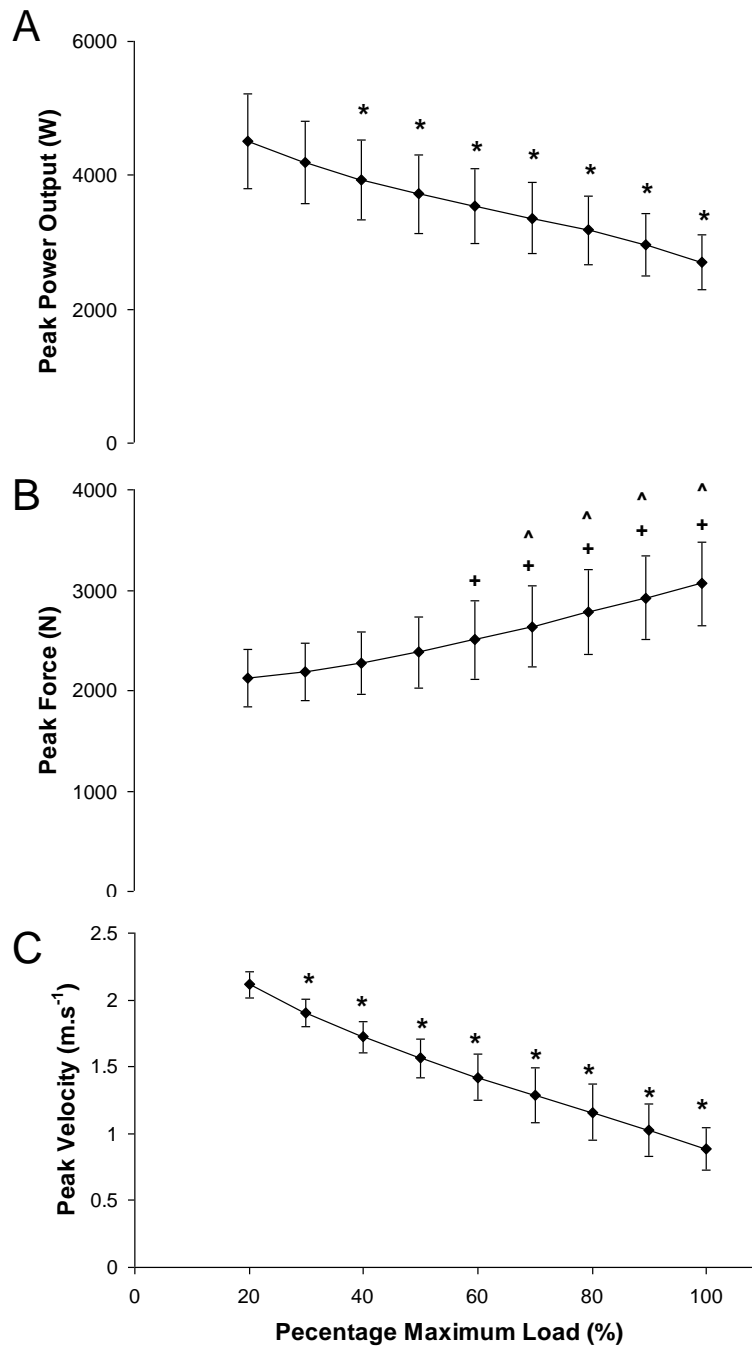 A
6000
4000
2000
0
Peak Power Output (W)
* * * * * * *
B
4000
3000
2000
1000
0
Peak Force (N)
^ ^ ^ ^
+ + + + +
C
2.5
2
1.5
1
0.5
0
Peak Velocity (m.s⁻¹)
* * * * * * * *
0 20 40 60 80 100
Pecentage Maximum Load (%)